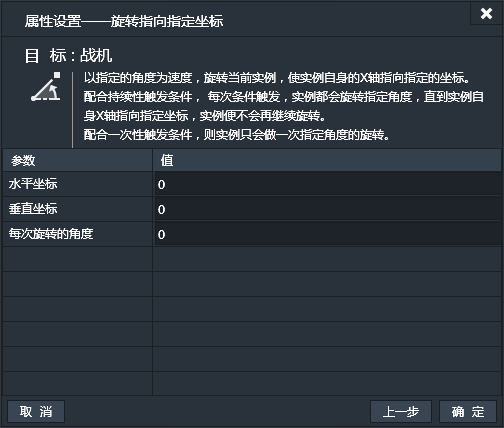 属性设置——旋转指向指定坐标
目 标：战机
以指定的角度为速度，旋转当前实例，使实例自身的X轴指向指定的坐标。
配合持续性触发条件， 每次条件触发，实例都会旋转指定角度，直到实例自
身X轴指向指定坐标，实例便不会再继续旋转。
配合一次性触发条件，则实例只会做一次指定角度的旋转。
参数 值
水平坐标 0
垂直坐标 0
每次旋转的角度 0
取 消 上一步 确 定